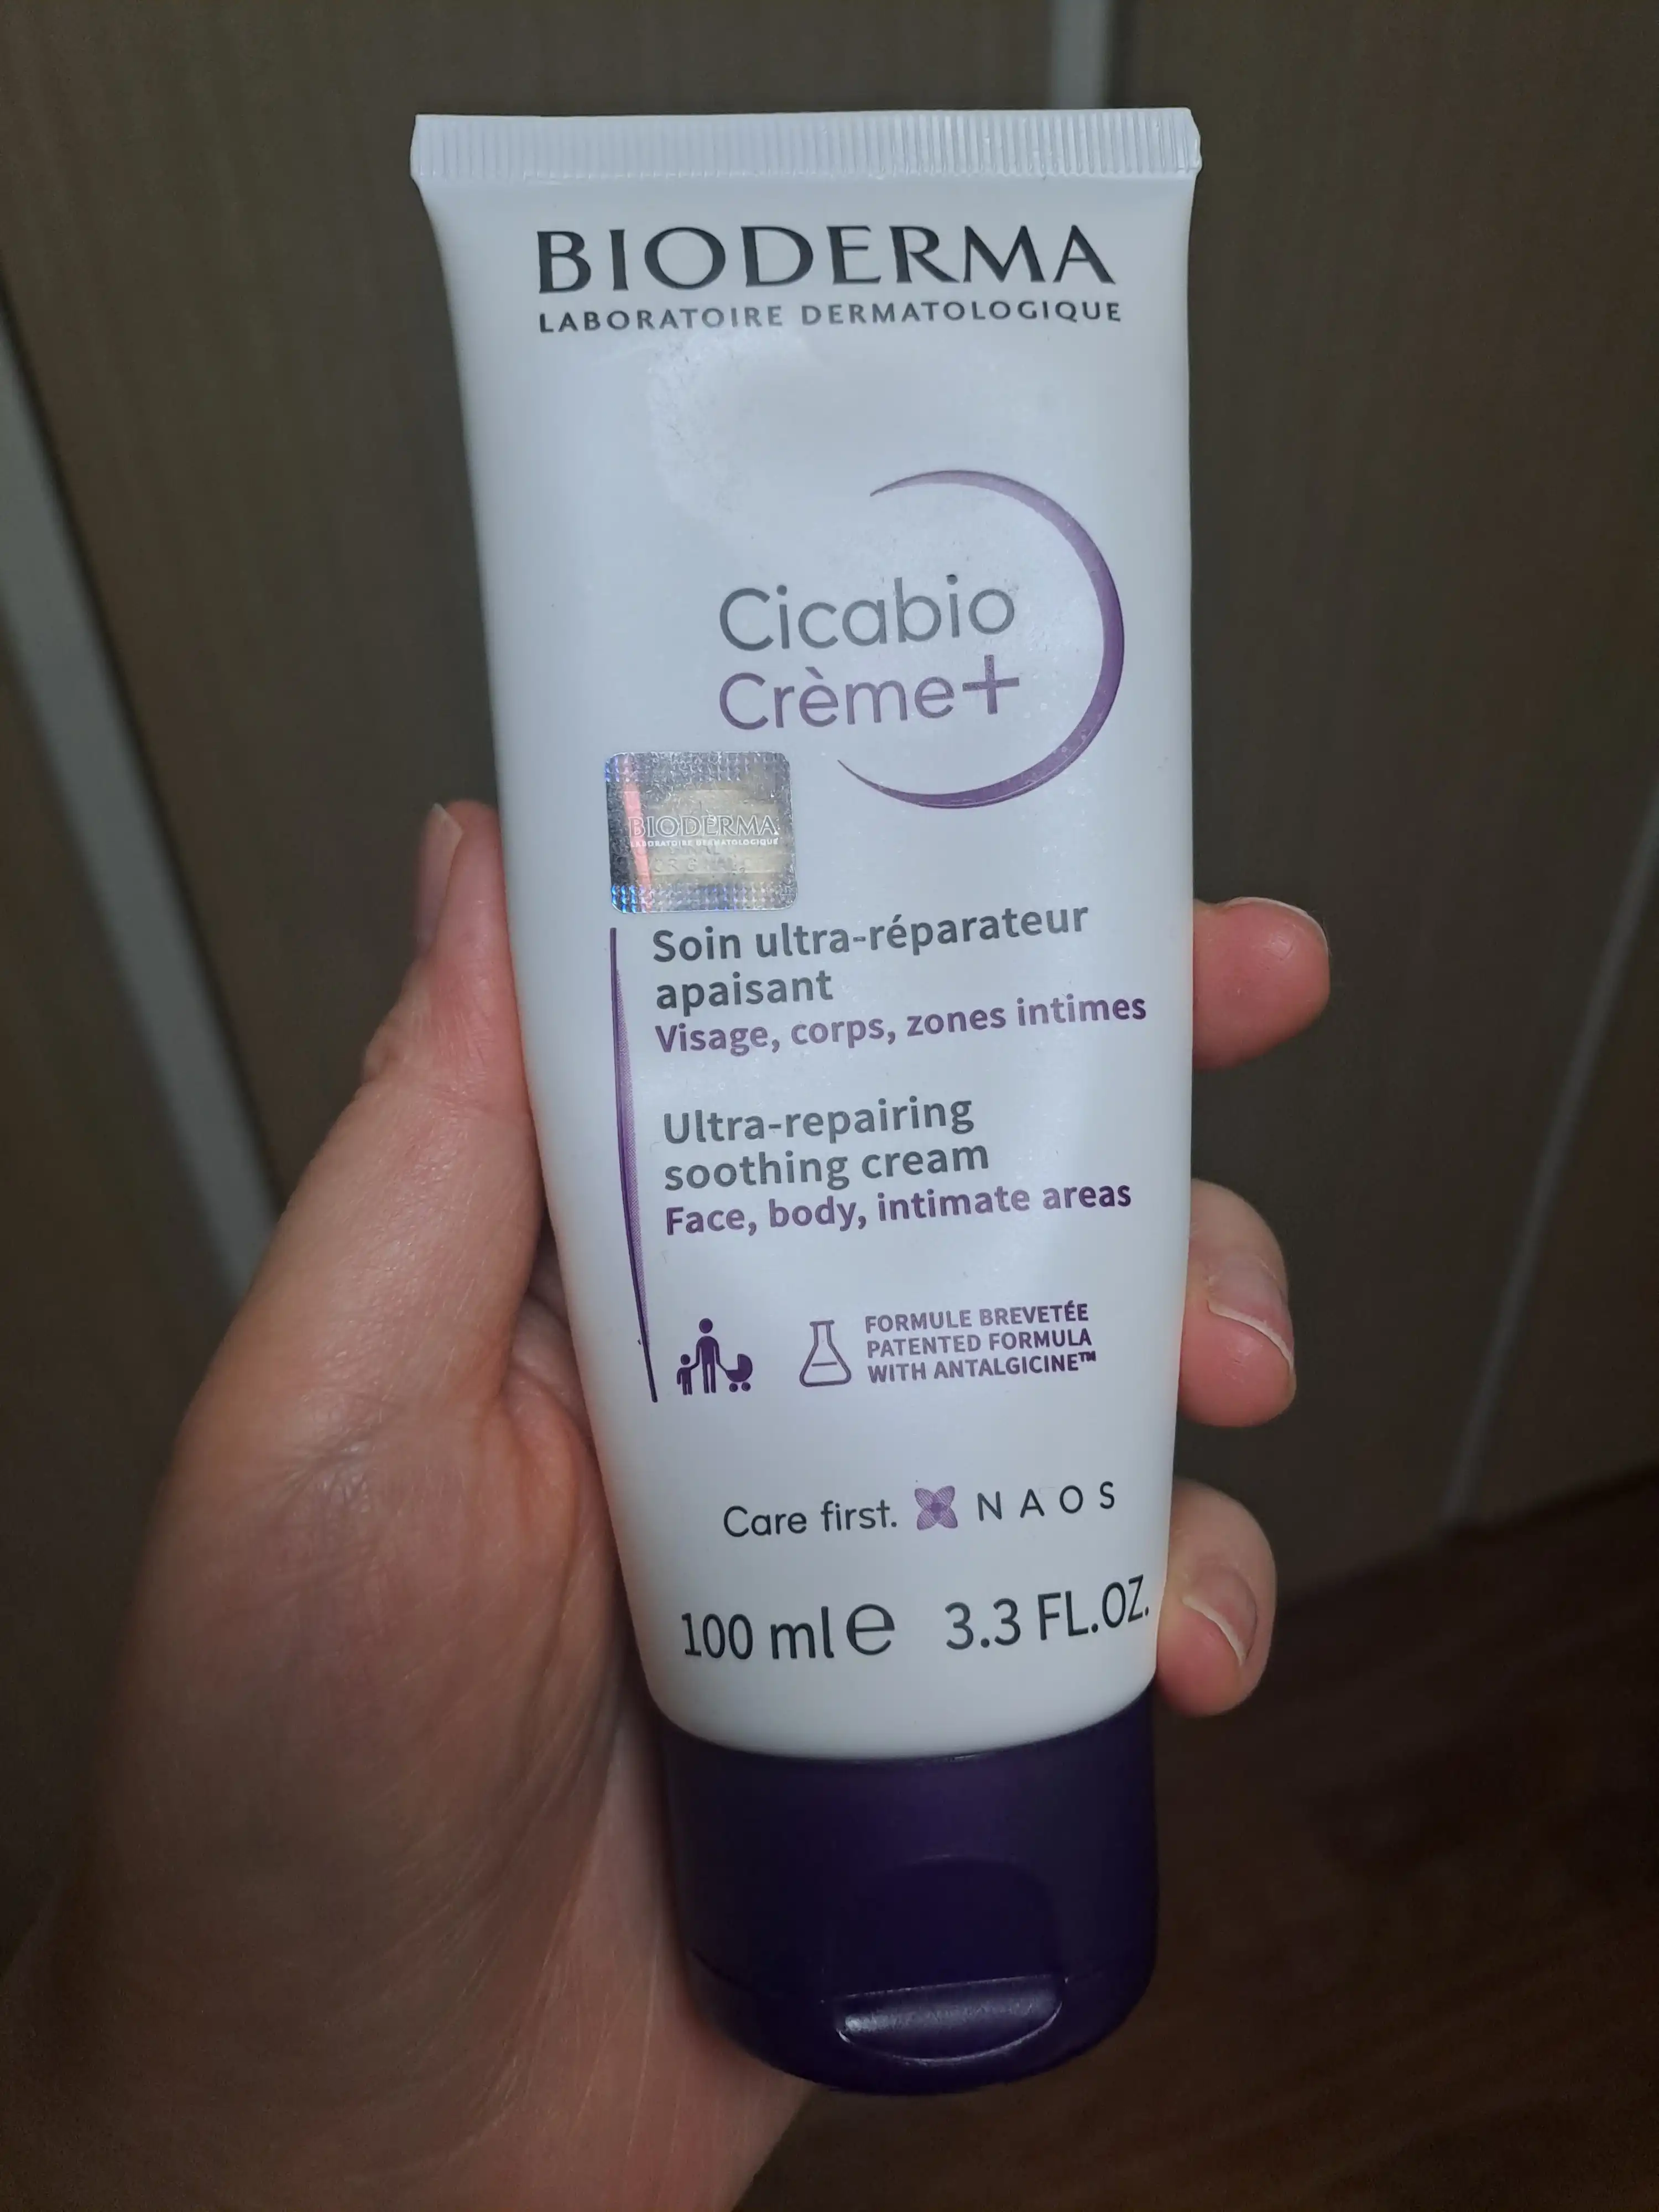 BIODERMA
LABORATOIRE DERMATOLOGIQUE
Cicabio
Crème+
BIODERMA
LABORATOIRE DERMATOLOGIQUE
Soin ultra-réparateur
apaisant
Visage, corps, zones intimes
Ultra-repairing
soothing cream
Face, body, intimate areas
FORMULE BREVETÉE
PATENTED FORMULA
WITH ANTALGICINE™
Care first. NAOS
100 ml e 3.3 FL.OZ.